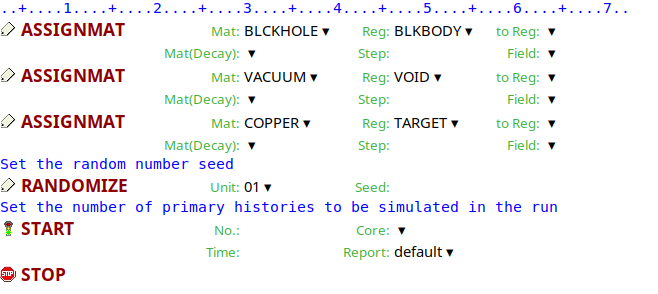 ..+....1....+....2....+....3....+....4....+....5....+....6....+....7..
ASSIGNMAT Mat: BLCKHOLE ▼ Reg: BLKBODY ▼ to Reg: ▼
Mat(Decay): ▼ Step: Field: ▼
ASSIGNMAT Mat: VACUUM ▼ Reg: VOID ▼ to Reg: ▼
Mat(Decay): ▼ Step: Field: ▼
ASSIGNMAT Mat: COPPER ▼ Reg: TARGET ▼ to Reg: ▼
Mat(Decay): ▼ Step: Field: ▼
Set the random number seed
RANDOMIZE Unit: 01 ▼ Seed:
Set the number of primary histories to be simulated in the run
START No.: Core: ▼
Time: Report: default ▼
STOP